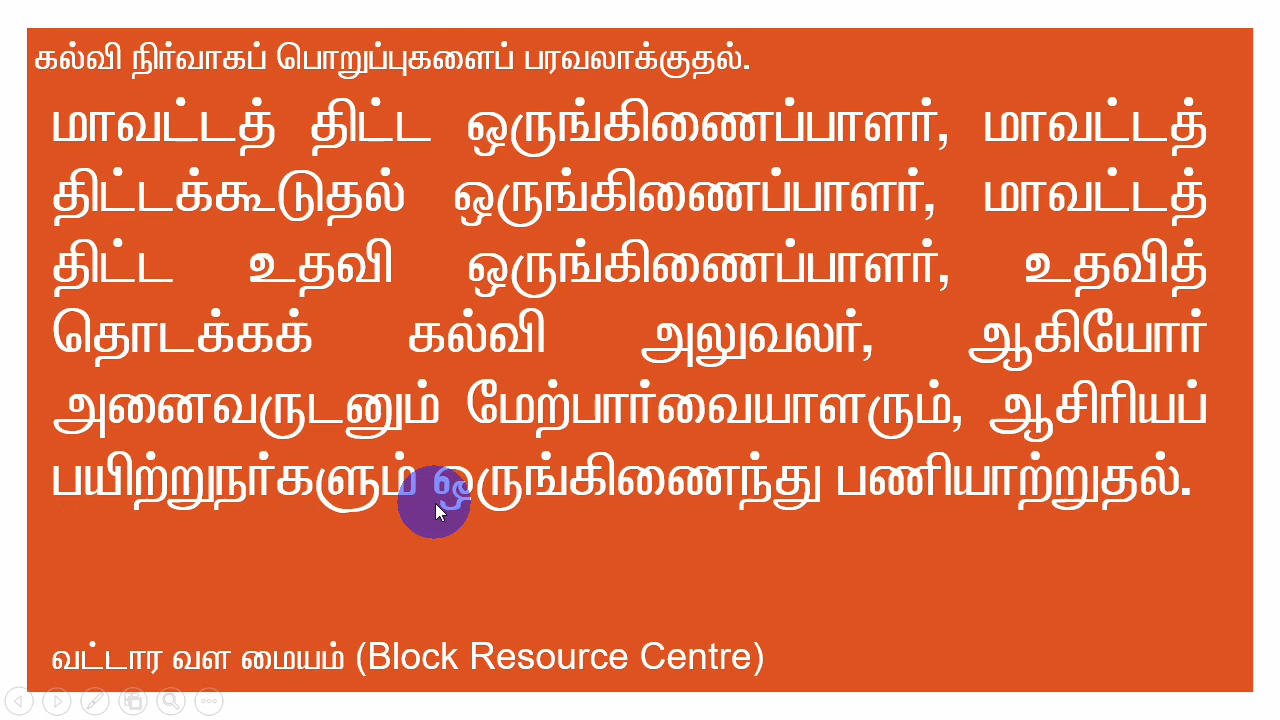 கல்வி நிர்வாகப் பொறுப்புகளைப் பரவலாக்குதல்.
மாவட்டத் திட்ட ஒருங்கிணைப்பாளர், மாவட்டத்
திட்டக்கூடுதல் ஒருங்கிணைப்பாளர், மாவட்டத்
திட்ட உதவி ஒருங்கிணைப்பாளர், உதவித்
தொடக்கக் கல்வி அலுவலர், ஆகியோர்
அனைவருடனும் மேற்பார்வையாளரும், ஆசிரியப்
பயிற்றுநர்களும் ஒருங்கிணைந்து பணியாற்றுதல்.
வட்டார வள மையம் (Block Resource Centre)